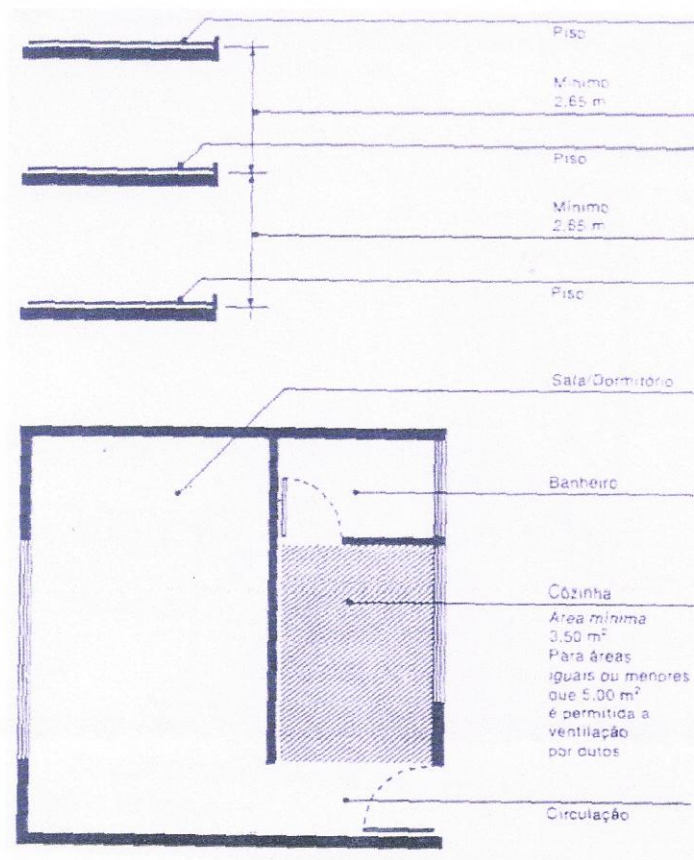 Piso
Mínimo
2,65 m
Piso
Mínimo
2,65 m
Piso
Sala/Dormitório
Banheiro
Cozinha
Área mínima
3,50 m²
Para áreas
iguais ou menores
que 5,00 m²
é permitida a
ventilação
por dutos
Circulação